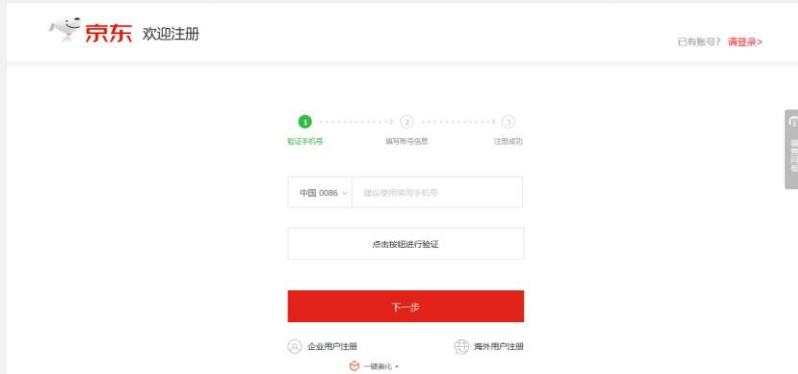 京东 欢迎注册
已有账号? 请登录>
1 2 3
验证手机号 填写账号信息 注册成功
中国 0086 建议使用常用手机号
点击按钮进行验证
下一步
企业用户注册 海外用户注册
一键美化